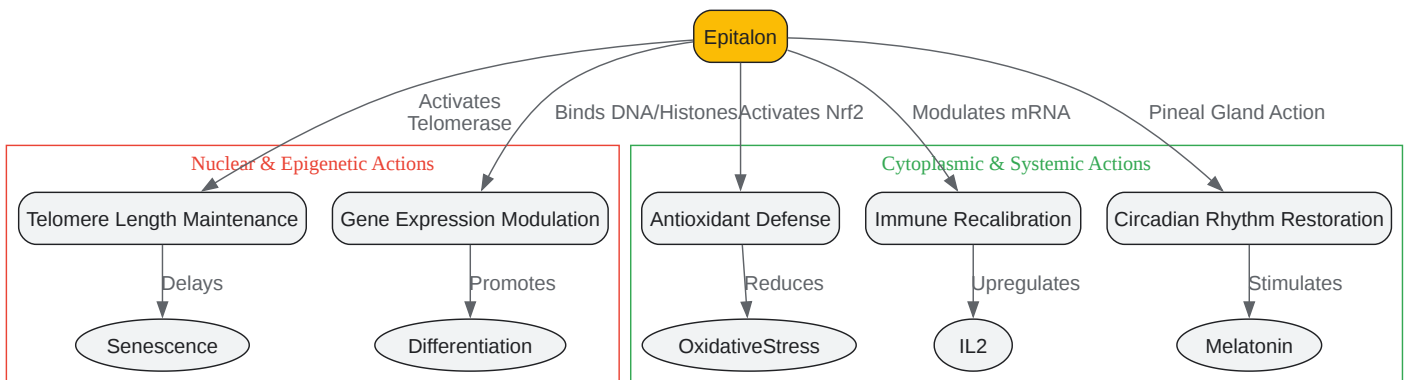 Epitalon
Activates
Telomerase
Binds DNA/Histones
Activates Nrf2
Modulates mRNA
Pineal Gland Action
Nuclear & Epigenetic Actions
Cytoplasmic & Systemic Actions
Telomere Length Maintenance
Gene Expression Modulation
Antioxidant Defense
Immune Recalibration
Circadian Rhythm Restoration
Delays
Promotes
Reduces
Upregulates
Stimulates
Senescence
Differentiation
OxidativeStress
IL2
Melatonin